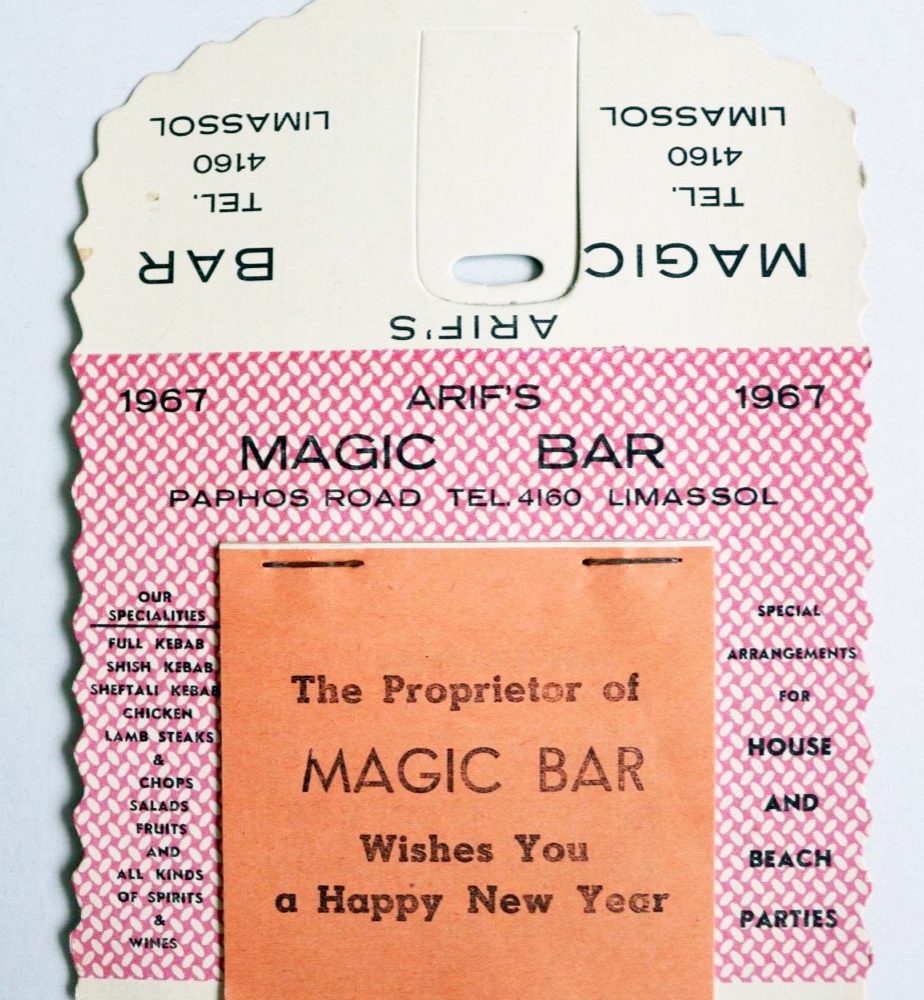 ARIF'S
MAGIC BAR
TEL. TEL.
4160 4160
LIMASSOL LIMASSOL
1967 ARIF'S 1967
MAGIC BAR
PAPHOS ROAD TEL. 4160 LIMASSOL
OUR
SPECIALITIES
FULL KEBAB
SHISH KEBAB
SHEFTALI KEBAB
CHICKEN
LAMB STEAKS
&
CHOPS
SALADS
FRUITS
AND
ALL KINDS
OF SPIRITS
&
WINES
The Proprietor of
MAGIC BAR
Wishes You
a Happy New Year
SPECIAL
ARRANGEMENTS
FOR
HOUSE
AND
BEACH
PARTIES